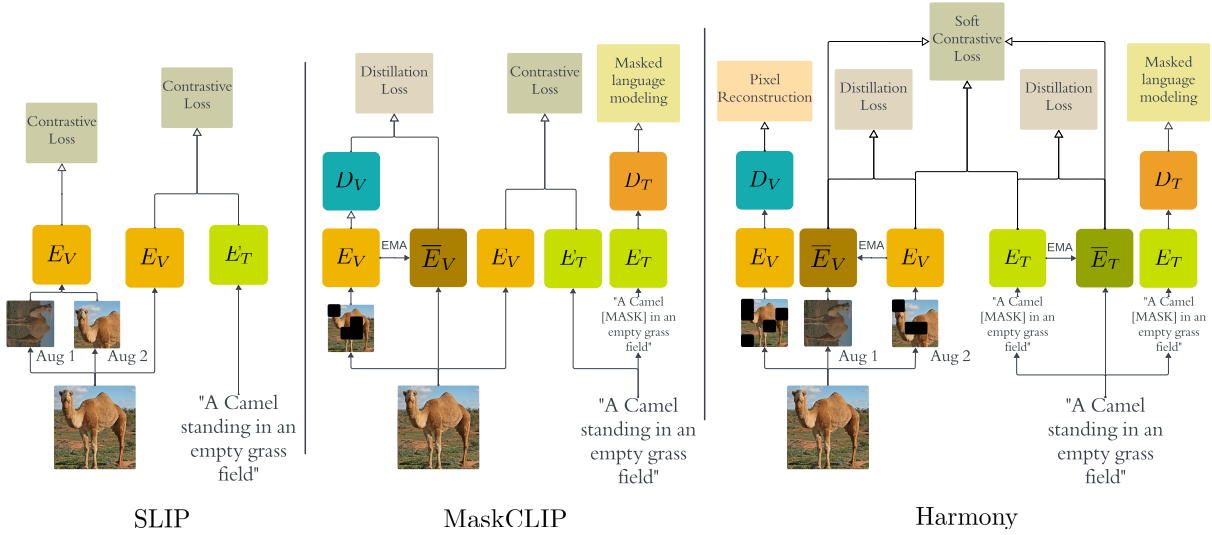 Contrastive
Loss
Contrastive
Loss
E_V
E_V
E_T
Aug 1
Aug 2
"A Camel
standing in an
empty grass
field"
SLIP
Distillation
Loss
Contrastive
Loss
Masked
language
modeling
D_V
D_T
E_V
EMA
E̅_V
E_V
E_T
E_T
"A Camel
[MASK] in an
empty grass
field"
"A Camel
standing in an
empty grass
field"
MaskCLIP
Soft
Contrastive
Loss
Pixel
Reconstruction
Distillation
Loss
Distillation
Loss
Masked
language
modeling
D_V
D_T
E_V
E̅_V
EMA
E_V
E_T
EMA
E̅_T
E_T
Aug 1
Aug 2
"A Camel
[MASK] in an
empty grass
field"
"A Camel
[MASK] in an
empty grass
field"
"A Camel
standing in an
empty grass
field"
Harmony